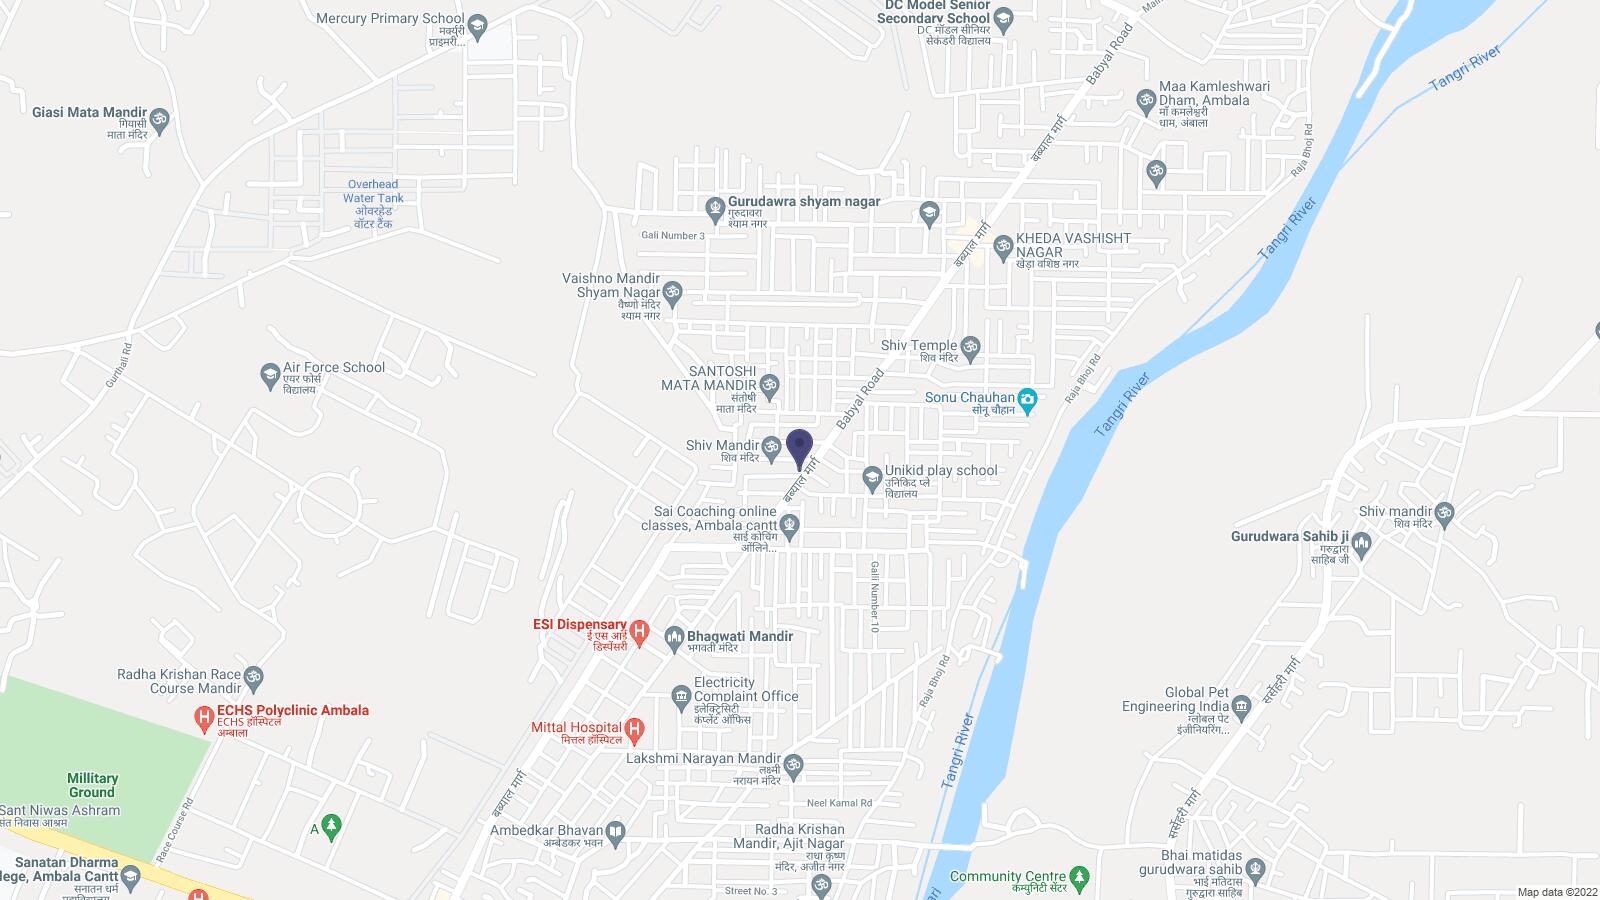 Mercury Primary School
मर्क्युरी
प्राइमरी...
DC Model Senior
Secondary School
DC मॉडल सीनियर
सेकंडरी विद्यालय
Babyal Road
Tangri River
Giasi Mata Mandir
गियासी
माता मंदिर
Maa Kamleshwari
Dham, Ambala
माँ कमलेश्वरी
धाम, अंबाला
बब्याल मार्ग
Raja Bhoj Rd
Overhead
Water Tank
ओवरहेड
वॉटर टैंक
Gurudawra shyam nagar
गुरुदावरा
श्याम नगर
Gali Number 3
बब्याल मार्ग
KHEDA VASHISHT
NAGAR
खेड़ा वशिष्ठ नगर
Tangri River
Vaishno Mandir
Shyam Nagar
वैष्णो मंदिर
श्याम नगर
Gurthali Rd
Air Force School
एयर फोर्स
विद्यालय
Shiv Temple
शिव मंदिर
SANTOSHI
MATA MANDIR
संतोषी
माता मंदिर
Babyal Road
Sonu Chauhan
सोनू चौहान
Raja Bhoj Rd
Tangri River
Shiv Mandir
शिव मंदिर
बब्याल मार्ग
Unikid play school
उनिकिद प्ले
विद्यालय
Sai Coaching online
classes, Ambala cantt
साई कोचिंग
ऑनलिने...
Shiv mandir
शिव मंदिर
Gurudwara Sahib ji
गरुद्वारा
साहिब जी
Galli Number 10
ESI Dispensary
ई एस आई
डिस्पेंसरी
Bhagwati Mandir
भगवती मंदिर
Radha Krishan Race
Course Mandir
ECHS Polyclinic Ambala
ECHS हॉस्पिटल
अम्बाला
Electricity
Complaint Office
इलेक्ट्रिसिटी
कंप्लेंट ऑफिस
Raja Bhoj Rd
सरसेहरी मार्ग
Global Pet
Engineering India
ग्लोबल पेट
इंजीनियरिंग...
Mittal Hospital
मित्तल हॉस्पिटल
Tangri River
Lakshmi Narayan Mandir
लक्ष्मी
नरायन मंदिर
Millitary
Ground
बब्याल मार्ग
Sant Niwas Ashram
संत निवास आश्रम
Race Course Rd
A
Neel Kamal Rd
Ambedkar Bhavan
अम्बेडकर भवन
Radha Krishan
Mandir, Ajit Nagar
राधा कृष्ण
मंदिर, अजीत नगर
सरसेहरी मार्ग
Sanatan Dharma
lege, Ambala Cantt
सनातन धर्म
Street No. 3
Community Centre
कम्युनिटी सेंटर
Bhai matidas
gurudwara sahib
भाई मतिदास
गुरुद्वारा साहिब
Map data ©2022